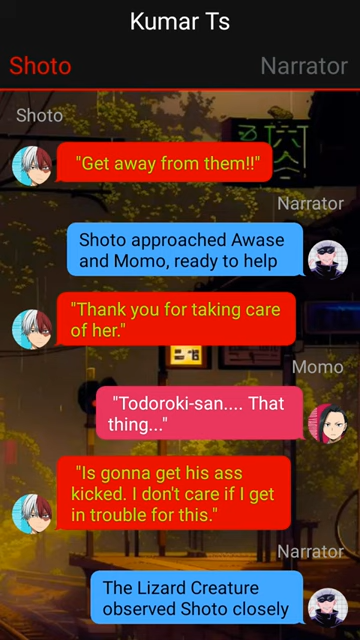 Kumar Ts
Shoto
Narrator
Shoto
"Get away from them!!"
Narrator
Shoto approached Awase
and Momo, ready to help
"Thank you for taking care
of her."
Momo
"Todoroki-san.... That
thing..."
"Is gonna get his ass
kicked. I don't care if I get
in trouble for this."
Narrator
The Lizard Creature
observed Shoto closely